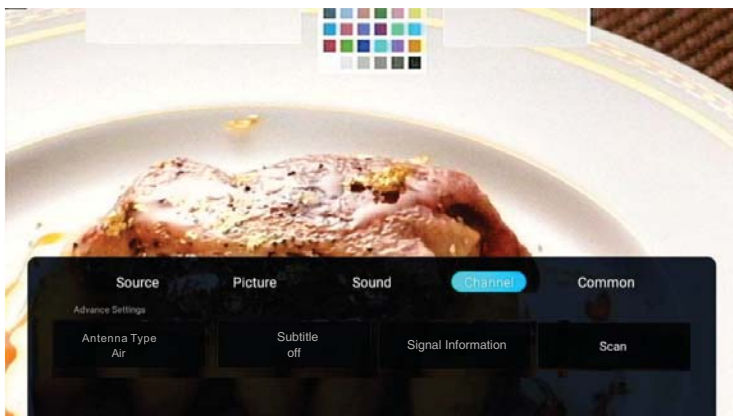 Source Picture Sound Channel Common
Advance Settings
Antenna Type Subtitle Signal Information Scan
Air off